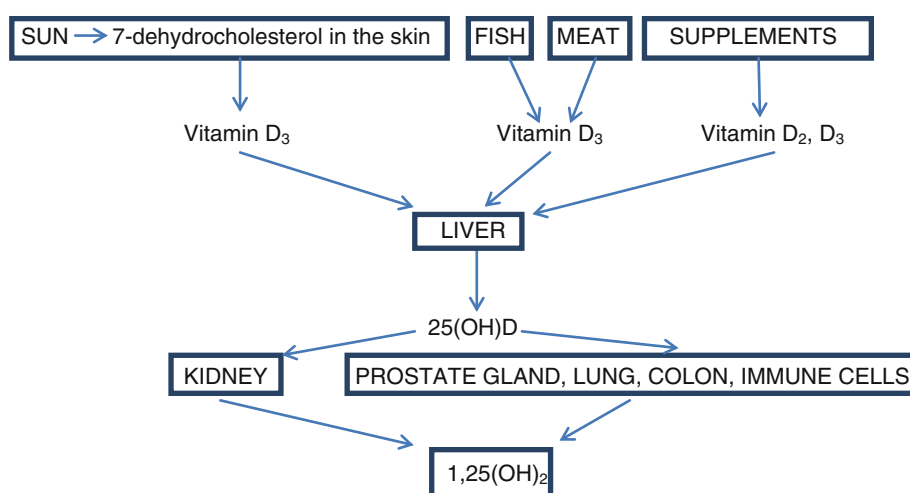 SUN → 7-dehydrocholesterol in the skin
FISH
MEAT
SUPPLEMENTS
Vitamin D₃
Vitamin D₃
Vitamin D₂, D₃
LIVER
25(OH)D
KIDNEY
PROSTATE GLAND, LUNG, COLON, IMMUNE CELLS
1,25(OH)₂